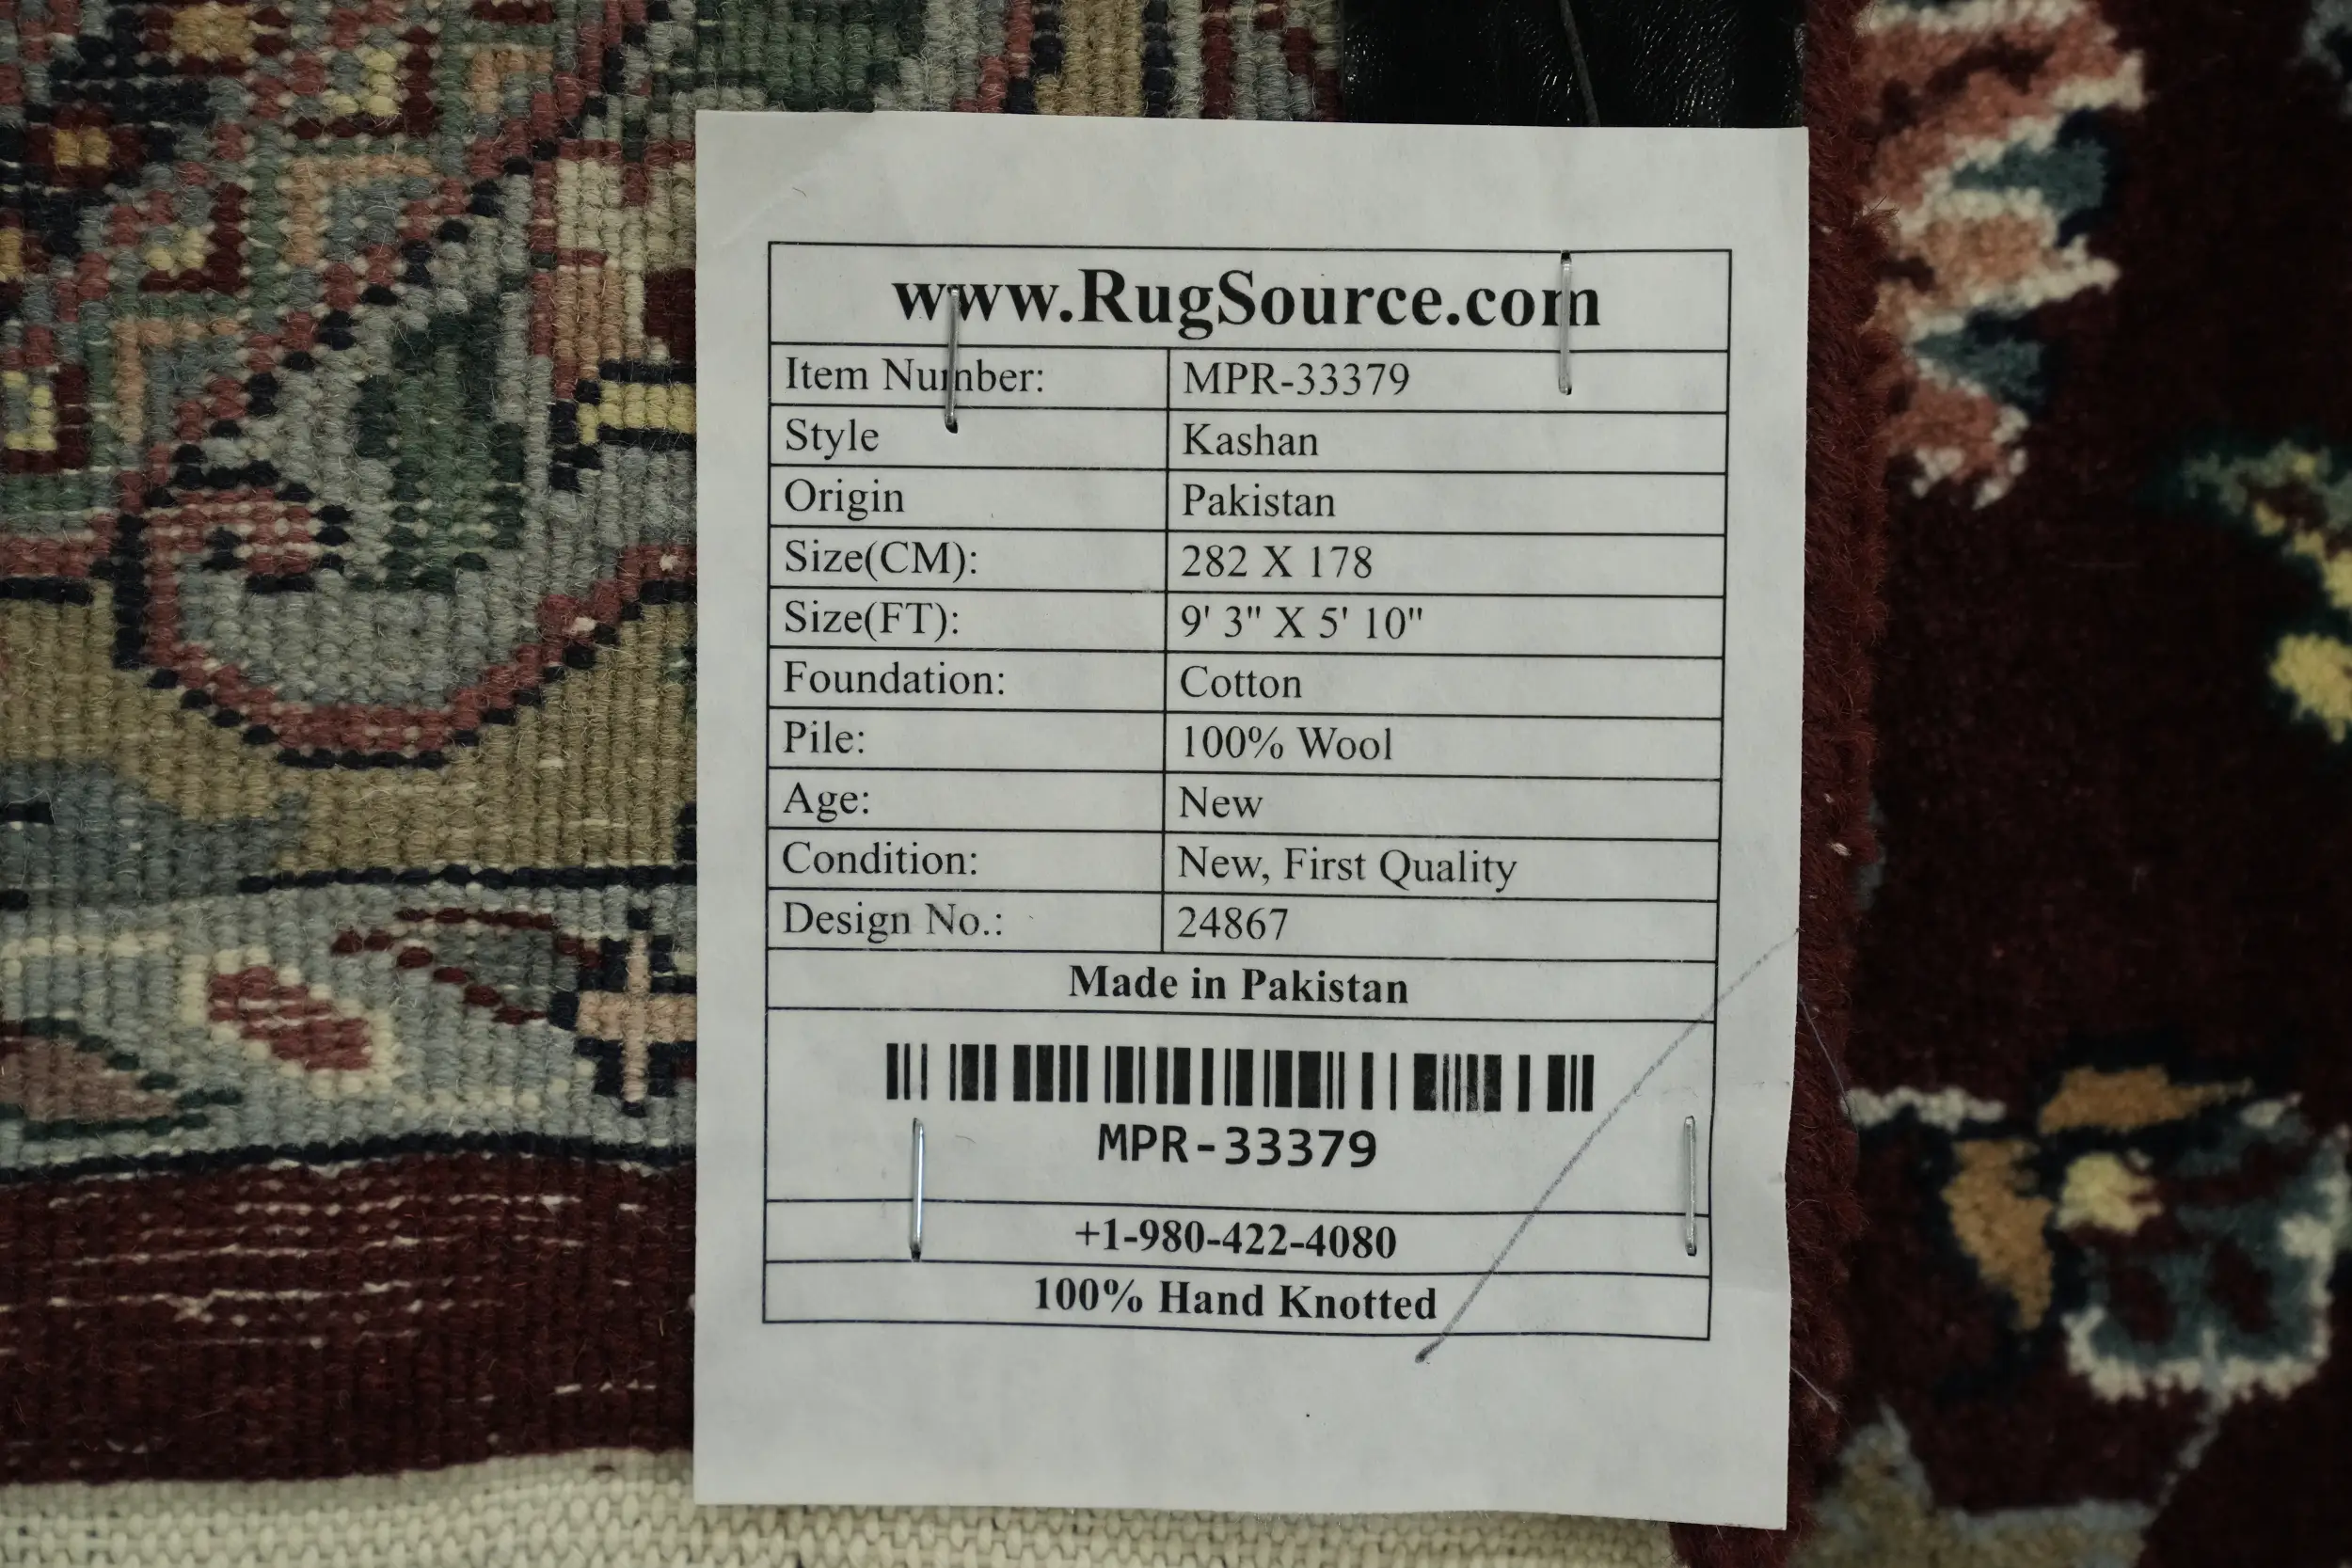 www.RugSource.com
Item Number: MPR-33379
Style Kashan
Origin Pakistan
Size(CM): 282 X 178
Size(FT): 9' 3" X 5' 10"
Foundation: Cotton
Pile: 100% Wool
Age: New
Condition: New, First Quality
Design No.: 24867
Made in Pakistan
MPR-33379
+1-980-422-4080
100% Hand Knotted